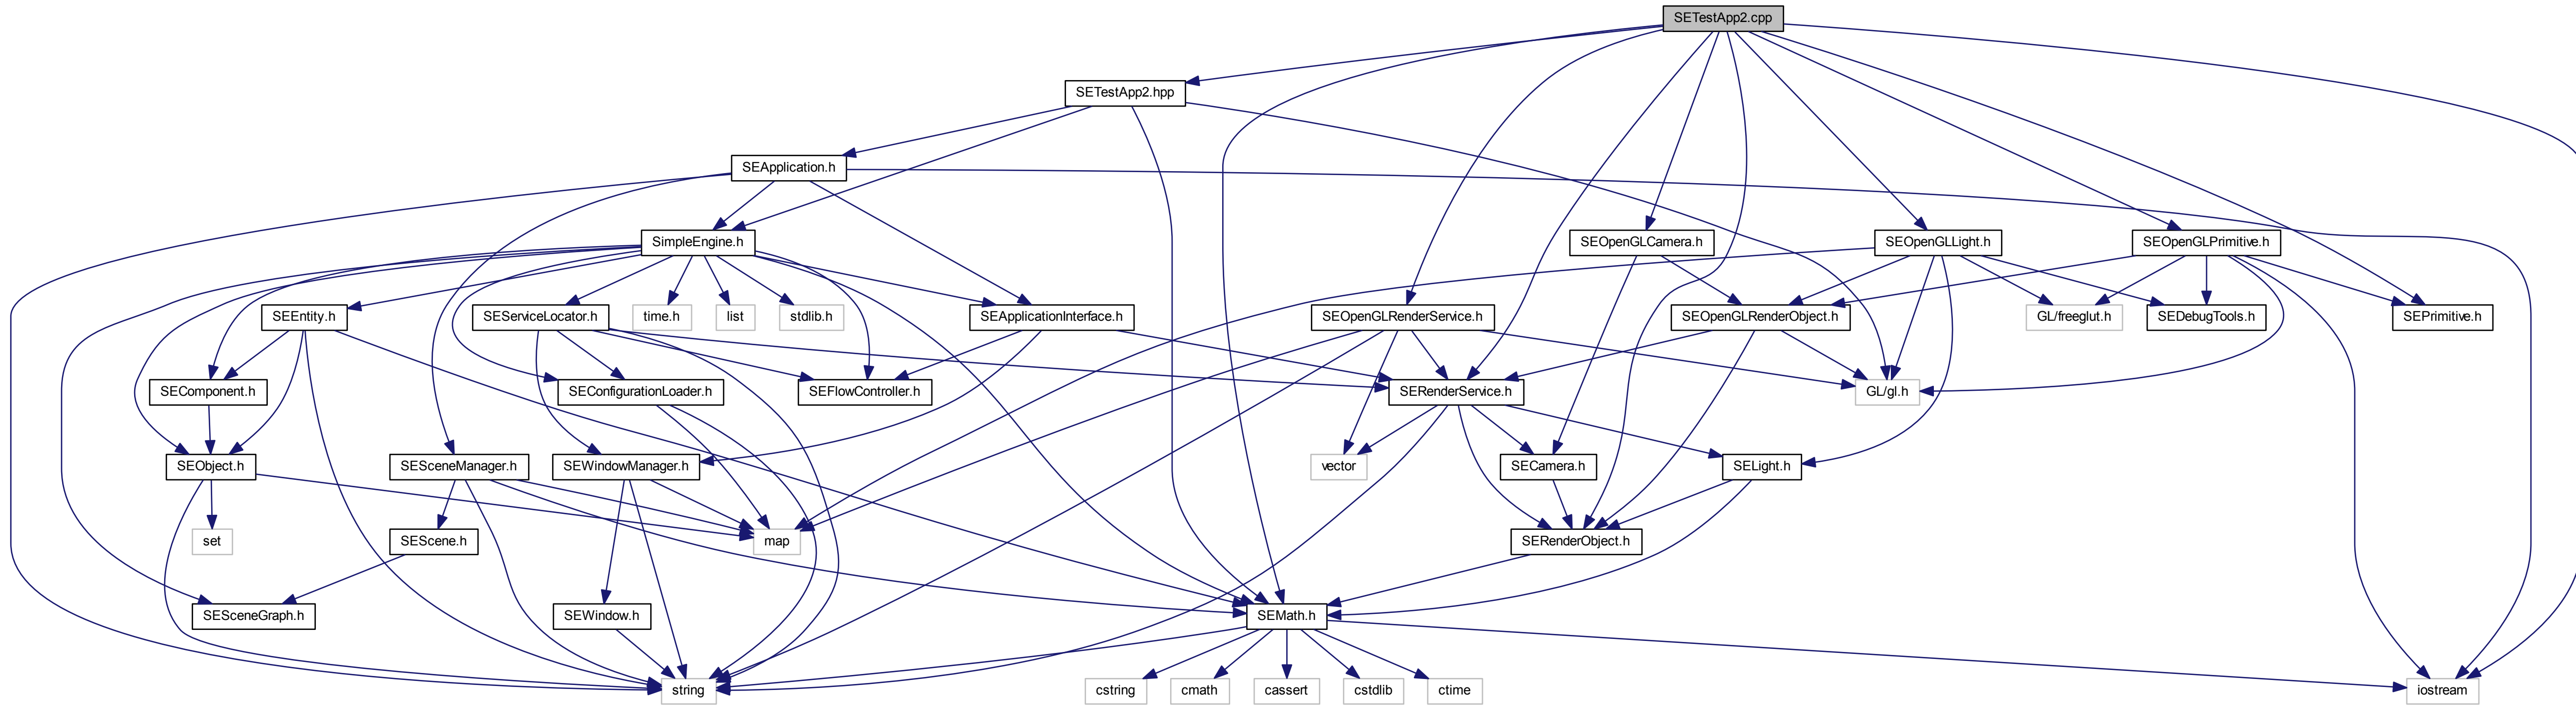 SETestApp2.cpp
SETestApp2.hpp
SEApplication.h
SimpleEngine.h
SEOpenGLCamera.h
SEOpenGLLight.h
SEOpenGLPrimitive.h
SEEntity.h
SEServiceLocator.h
time.h
list
stdlib.h
SEApplicationInterface.h
SEOpenGLRenderService.h
SEOpenGLRenderObject.h
GL/freeglut.h
SEDebugTools.h
SEPrimitive.h
SEComponent.h
SEConfigurationLoader.h
SEFlowController.h
SERenderService.h
GL/gl.h
SEObject.h
SESceneManager.h
SEWindowManager.h
vector
SECamera.h
SELight.h
set
SEScene.h
map
SERenderObject.h
SESceneGraph.h
SEWindow.h
SEMath.h
string
cstring
cmath
cassert
cstdlib
ctime
iostream